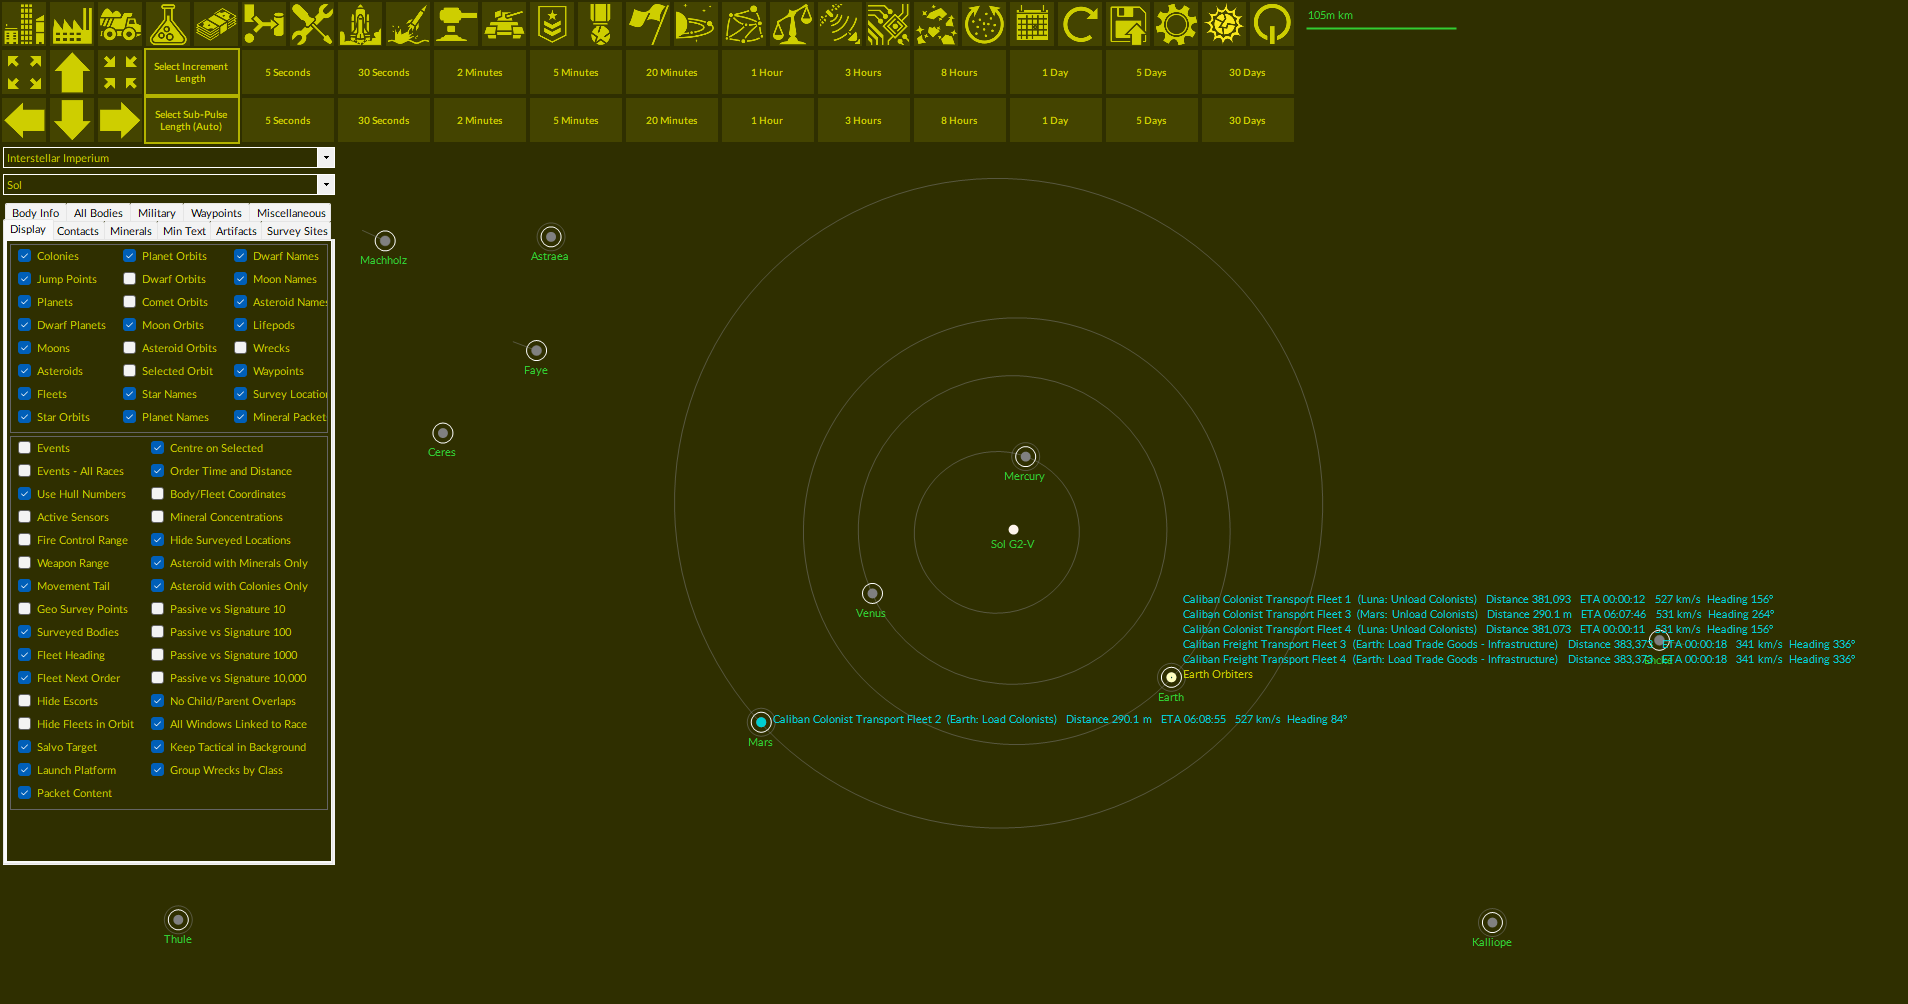 105m km
Select Increment Length
5 Seconds
30 Seconds
2 Minutes
5 Minutes
20 Minutes
1 Hour
3 Hours
8 Hours
1 Day
5 Days
30 Days
Select Sub-Pulse Length (Auto)
5 Seconds
30 Seconds
2 Minutes
5 Minutes
20 Minutes
1 Hour
3 Hours
8 Hours
1 Day
5 Days
30 Days
Interstellar Imperium
Sol
Body Info All Bodies Military Waypoints Miscellaneous
Display Contacts Minerals Min Text Artifacts Survey Sites
Colonies Planet Orbits Dwarf Names
Jump Points Dwarf Orbits Moon Names
Planets Comet Orbits Asteroid Names
Dwarf Planets Moon Orbits Lifepods
Moons Asteroid Orbits Wrecks
Asteroids Selected Orbit Waypoints
Fleets Star Names Survey Location
Star Orbits Planet Names Mineral Packet
Events Centre on Selected
Events - All Races Order Time and Distance
Use Hull Numbers Body/Fleet Coordinates
Active Sensors Mineral Concentrations
Fire Control Range Hide Surveyed Locations
Weapon Range Asteroid with Minerals Only
Movement Tail Asteroid with Colonies Only
Geo Survey Points Passive vs Signature 10
Surveyed Bodies Passive vs Signature 100
Fleet Heading Passive vs Signature 1000
Fleet Next Order Passive vs Signature 10,000
Hide Escorts No Child/Parent Overlaps
Hide Fleets in Orbit All Windows Linked to Race
Salvo Target Keep Tactical in Background
Launch Platform Group Wrecks by Class
Packet Content
Machholz
Astraea
Faye
Ceres
Mercury
Sol G2-V
Venus
Caliban Colonist Transport Fleet 1 (Luna: Unload Colonists) Distance 381,093 ETA 00:00:12 527 km/s Heading 156°
Caliban Colonist Transport Fleet 3 (Mars: Unload Colonists) Distance 290.1 m ETA 06:07:46 531 km/s Heading 264°
Caliban Colonist Transport Fleet 4 (Luna: Unload Colonists) Distance 381,073 ETA 00:00:11 531 km/s Heading 156°
Caliban Freight Transport Fleet 3 (Earth: Load Trade Goods - Infrastructure) Distance 383,373 ETA 00:00:18 341 km/s Heading 336°
Caliban Freight Transport Fleet 4 (Earth: Load Trade Goods - Infrastructure) Distance ETA 00:00:18 341 km/s Heading 336°
Earth Orbiters
Earth
Caliban Colonist Transport Fleet 2 (Earth: Load Colonists) Distance 290.1 m ETA 06:08:55 527 km/s Heading 84°
Mars
Thule
Kalliope